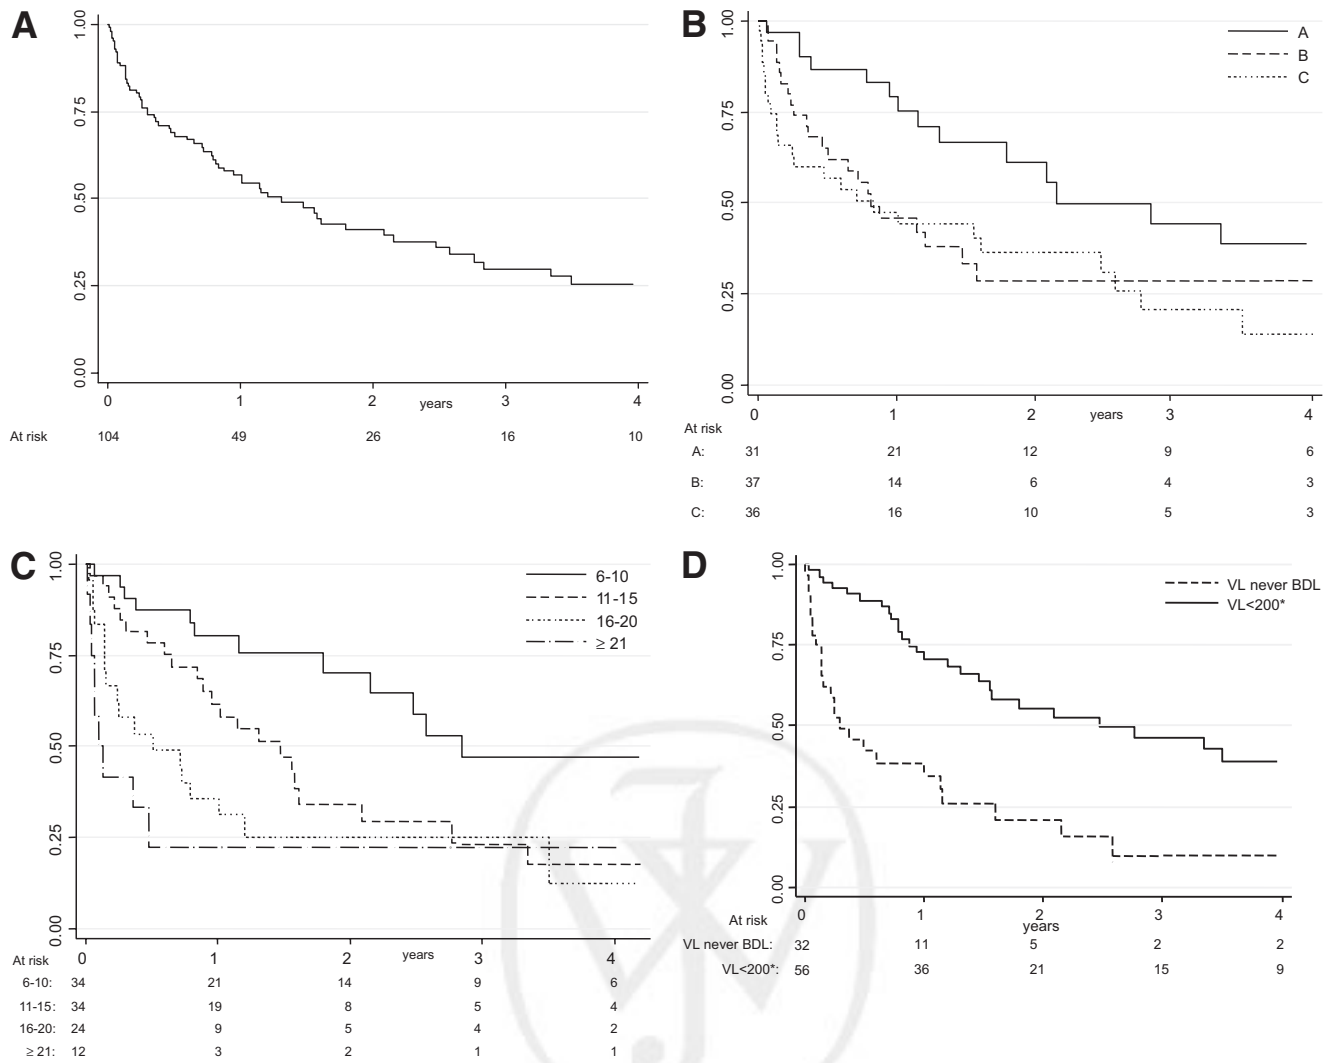 A
1.00
0.75
0.50
0.25
0.00
0 1 2 3 4
years
At risk 104 49 26 16 10
B
1.00
0.75
0.50
0.25
0.00
A
B
C
0 1 2 3 4
years
At risk
A: 31 21 12 9 6
B: 37 14 6 4 3
C: 36 16 10 5 3
C
1.00
0.75
0.50
0.25
0.00
6-10
11-15
16-20
≥ 21
0 1 2 3 4
years
At risk
6-10: 34 21 14 9 6
11-15: 34 19 8 5 4
16-20: 24 9 5 4 2
≥ 21: 12 3 2 1 1
D
1.00
0.75
0.50
0.25
0.00
VL never BDL
VL<200*
0 1 2 3 4
years
At risk
VL never BDL: 32 11 5 2 2
VL<200*: 56 36 21 15 9